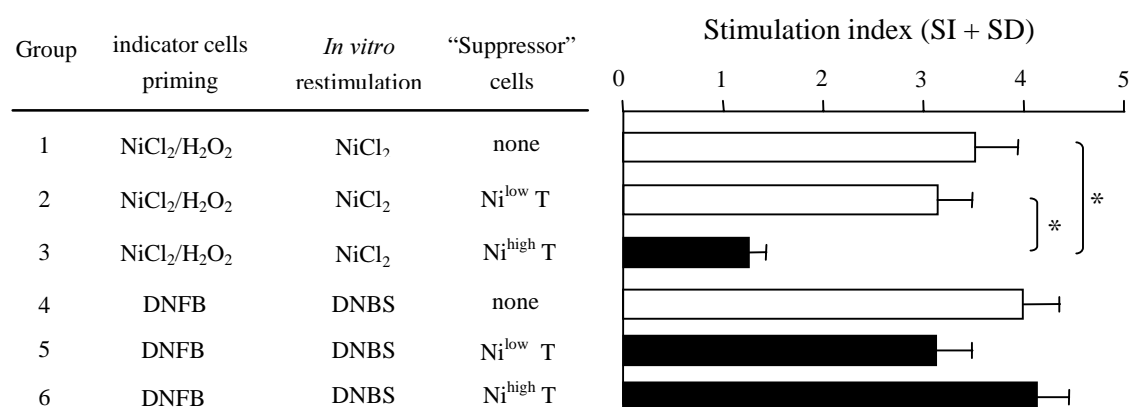 Stimulation index (SI + SD)
Group indicator cells priming In vitro restimulation “Suppressor” cells
0 1 2 3 4 5
1 NiCl₂/H₂O₂ NiCl₂ none
2 NiCl₂/H₂O₂ NiCl₂ Niˡᵒʷ T
3 NiCl₂/H₂O₂ NiCl₂ Niʰⁱᵍʰ T
4 DNFB DNBS none
5 DNFB DNBS Niˡᵒʷ T
6 DNFB DNBS Niʰⁱᵍʰ T
* *